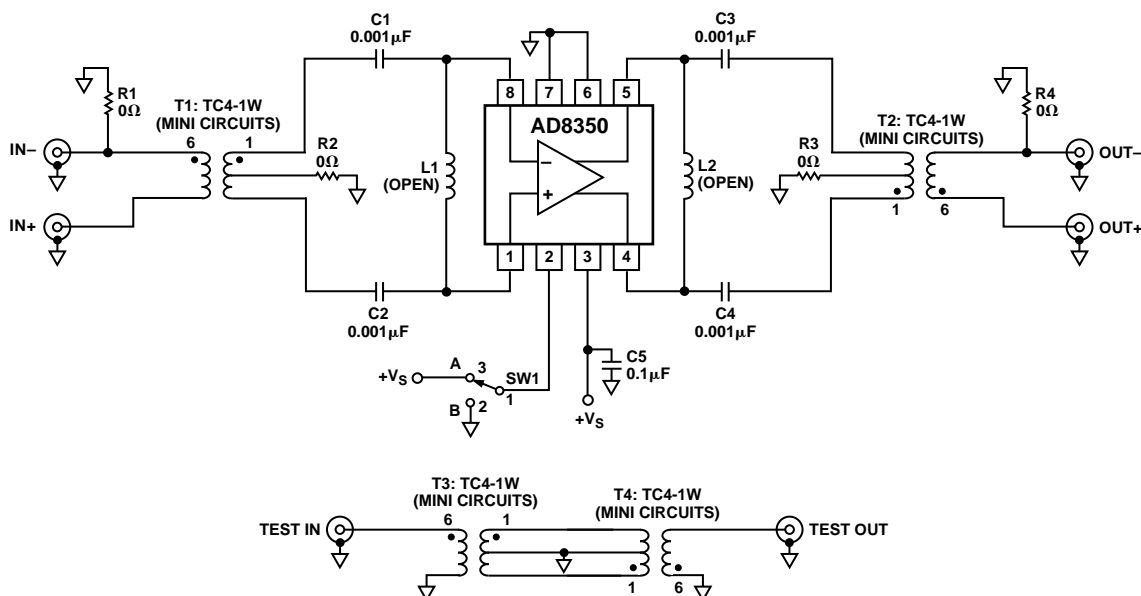 C1
0.001μF
C3
0.001μF
R1
0Ω
T1: TC4-1W
(MINI CIRCUITS)
6
1
IN–
R2
0Ω
IN+
L1
(OPEN)
8
7
6
5
AD8350
–
+
1
2
3
4
L2
(OPEN)
R3
0Ω
T2: TC4-1W
(MINI CIRCUITS)
1
6
R4
0Ω
OUT–
OUT+
C2
0.001μF
C4
0.001μF
C5
0.1μF
+VS
A
3
SW1
1
B
2
+VS
T3: TC4-1W
(MINI CIRCUITS)
T4: TC4-1W
(MINI CIRCUITS)
TEST IN
6
1
1
6
TEST OUT